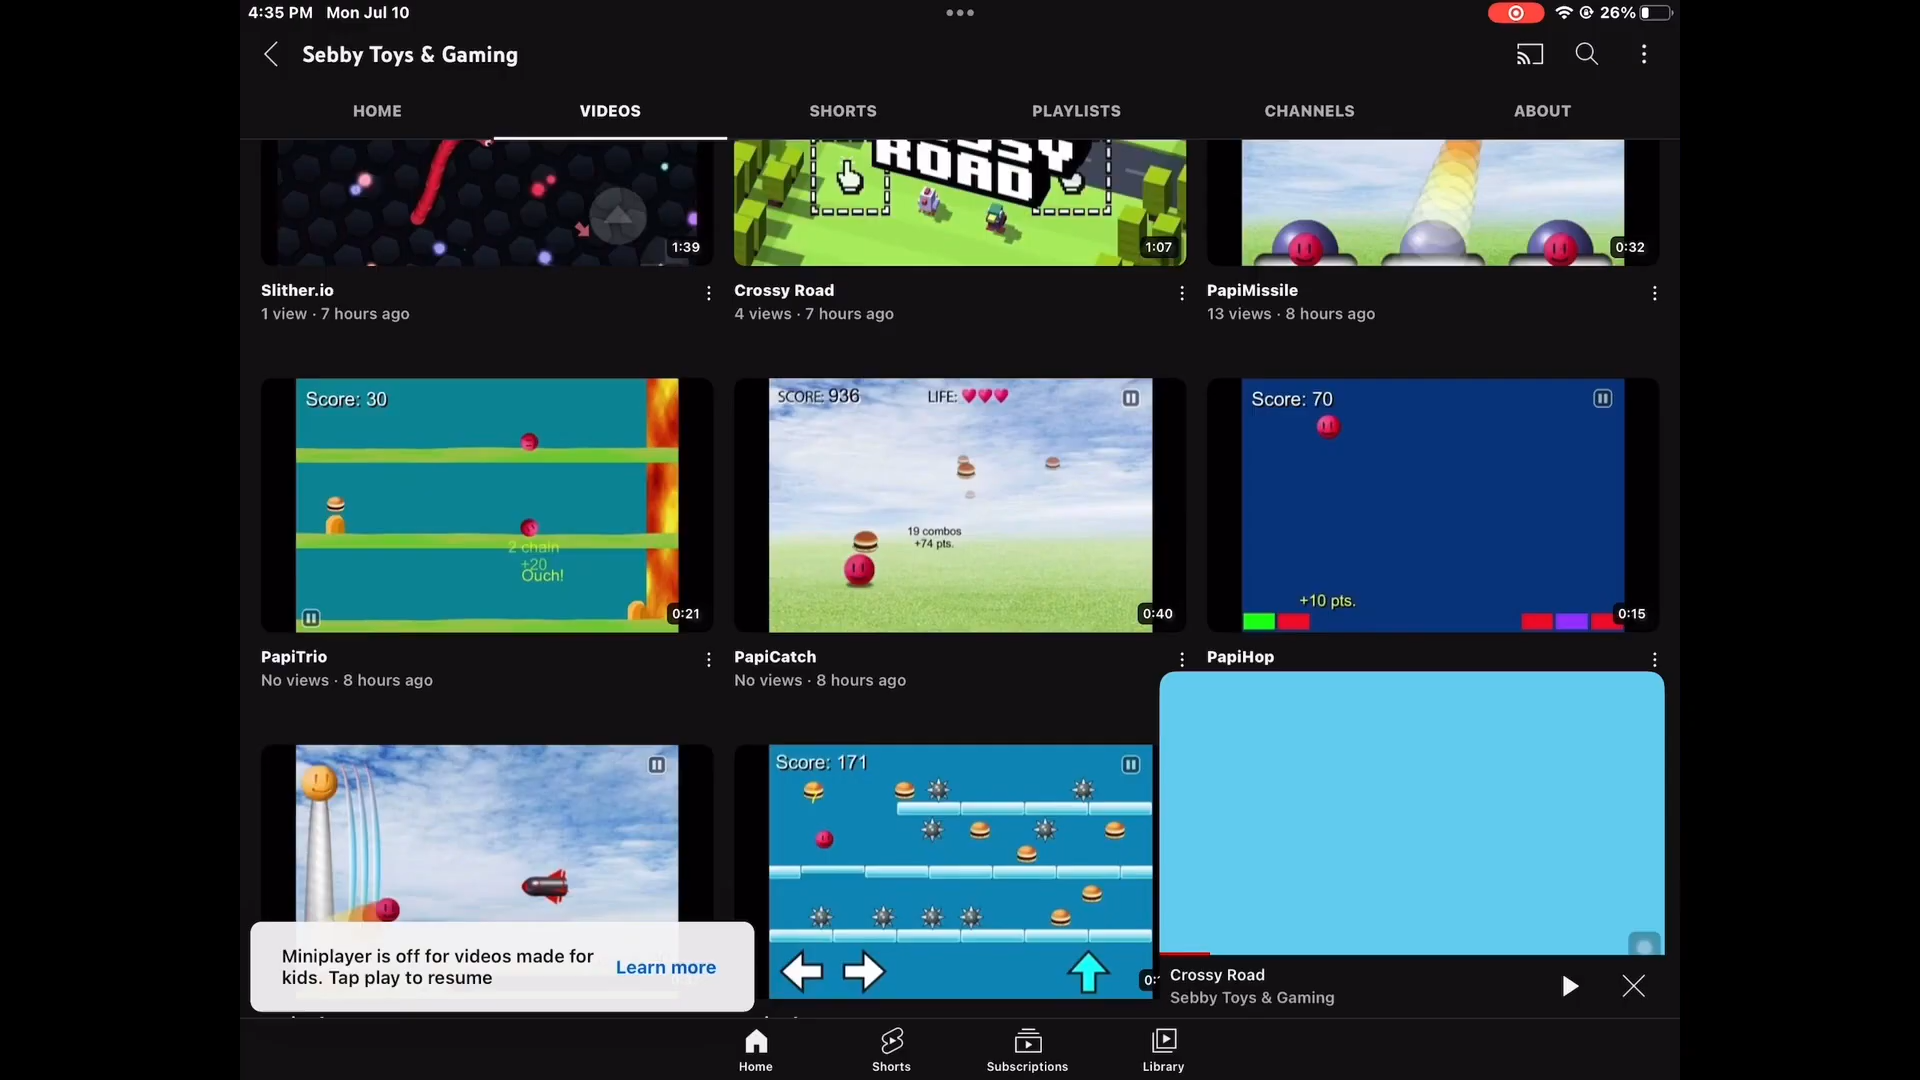 4:35 PM Mon Jul 10
26%
Sebby Toys & Gaming
HOME VIDEOS SHORTS PLAYLISTS CHANNELS ABOUT
ROAD
1:39
1:07
0:32
Slither.io
1 view · 7 hours ago
Crossy Road
4 views · 7 hours ago
PapiMissile
13 views · 8 hours ago
Score: 30
2 chain
+20
Ouch!
0:21
SCORE: 936 LIFE:
19 combos
+74 pts.
0:40
Score: 70
+10 pts.
0:15
PapiTrio
No views · 8 hours ago
PapiCatch
No views · 8 hours ago
PapiHop
Score: 171
Miniplayer is off for videos made for
kids. Tap play to resume
Learn more
Crossy Road
Sebby Toys & Gaming
Home Shorts Subscriptions Library